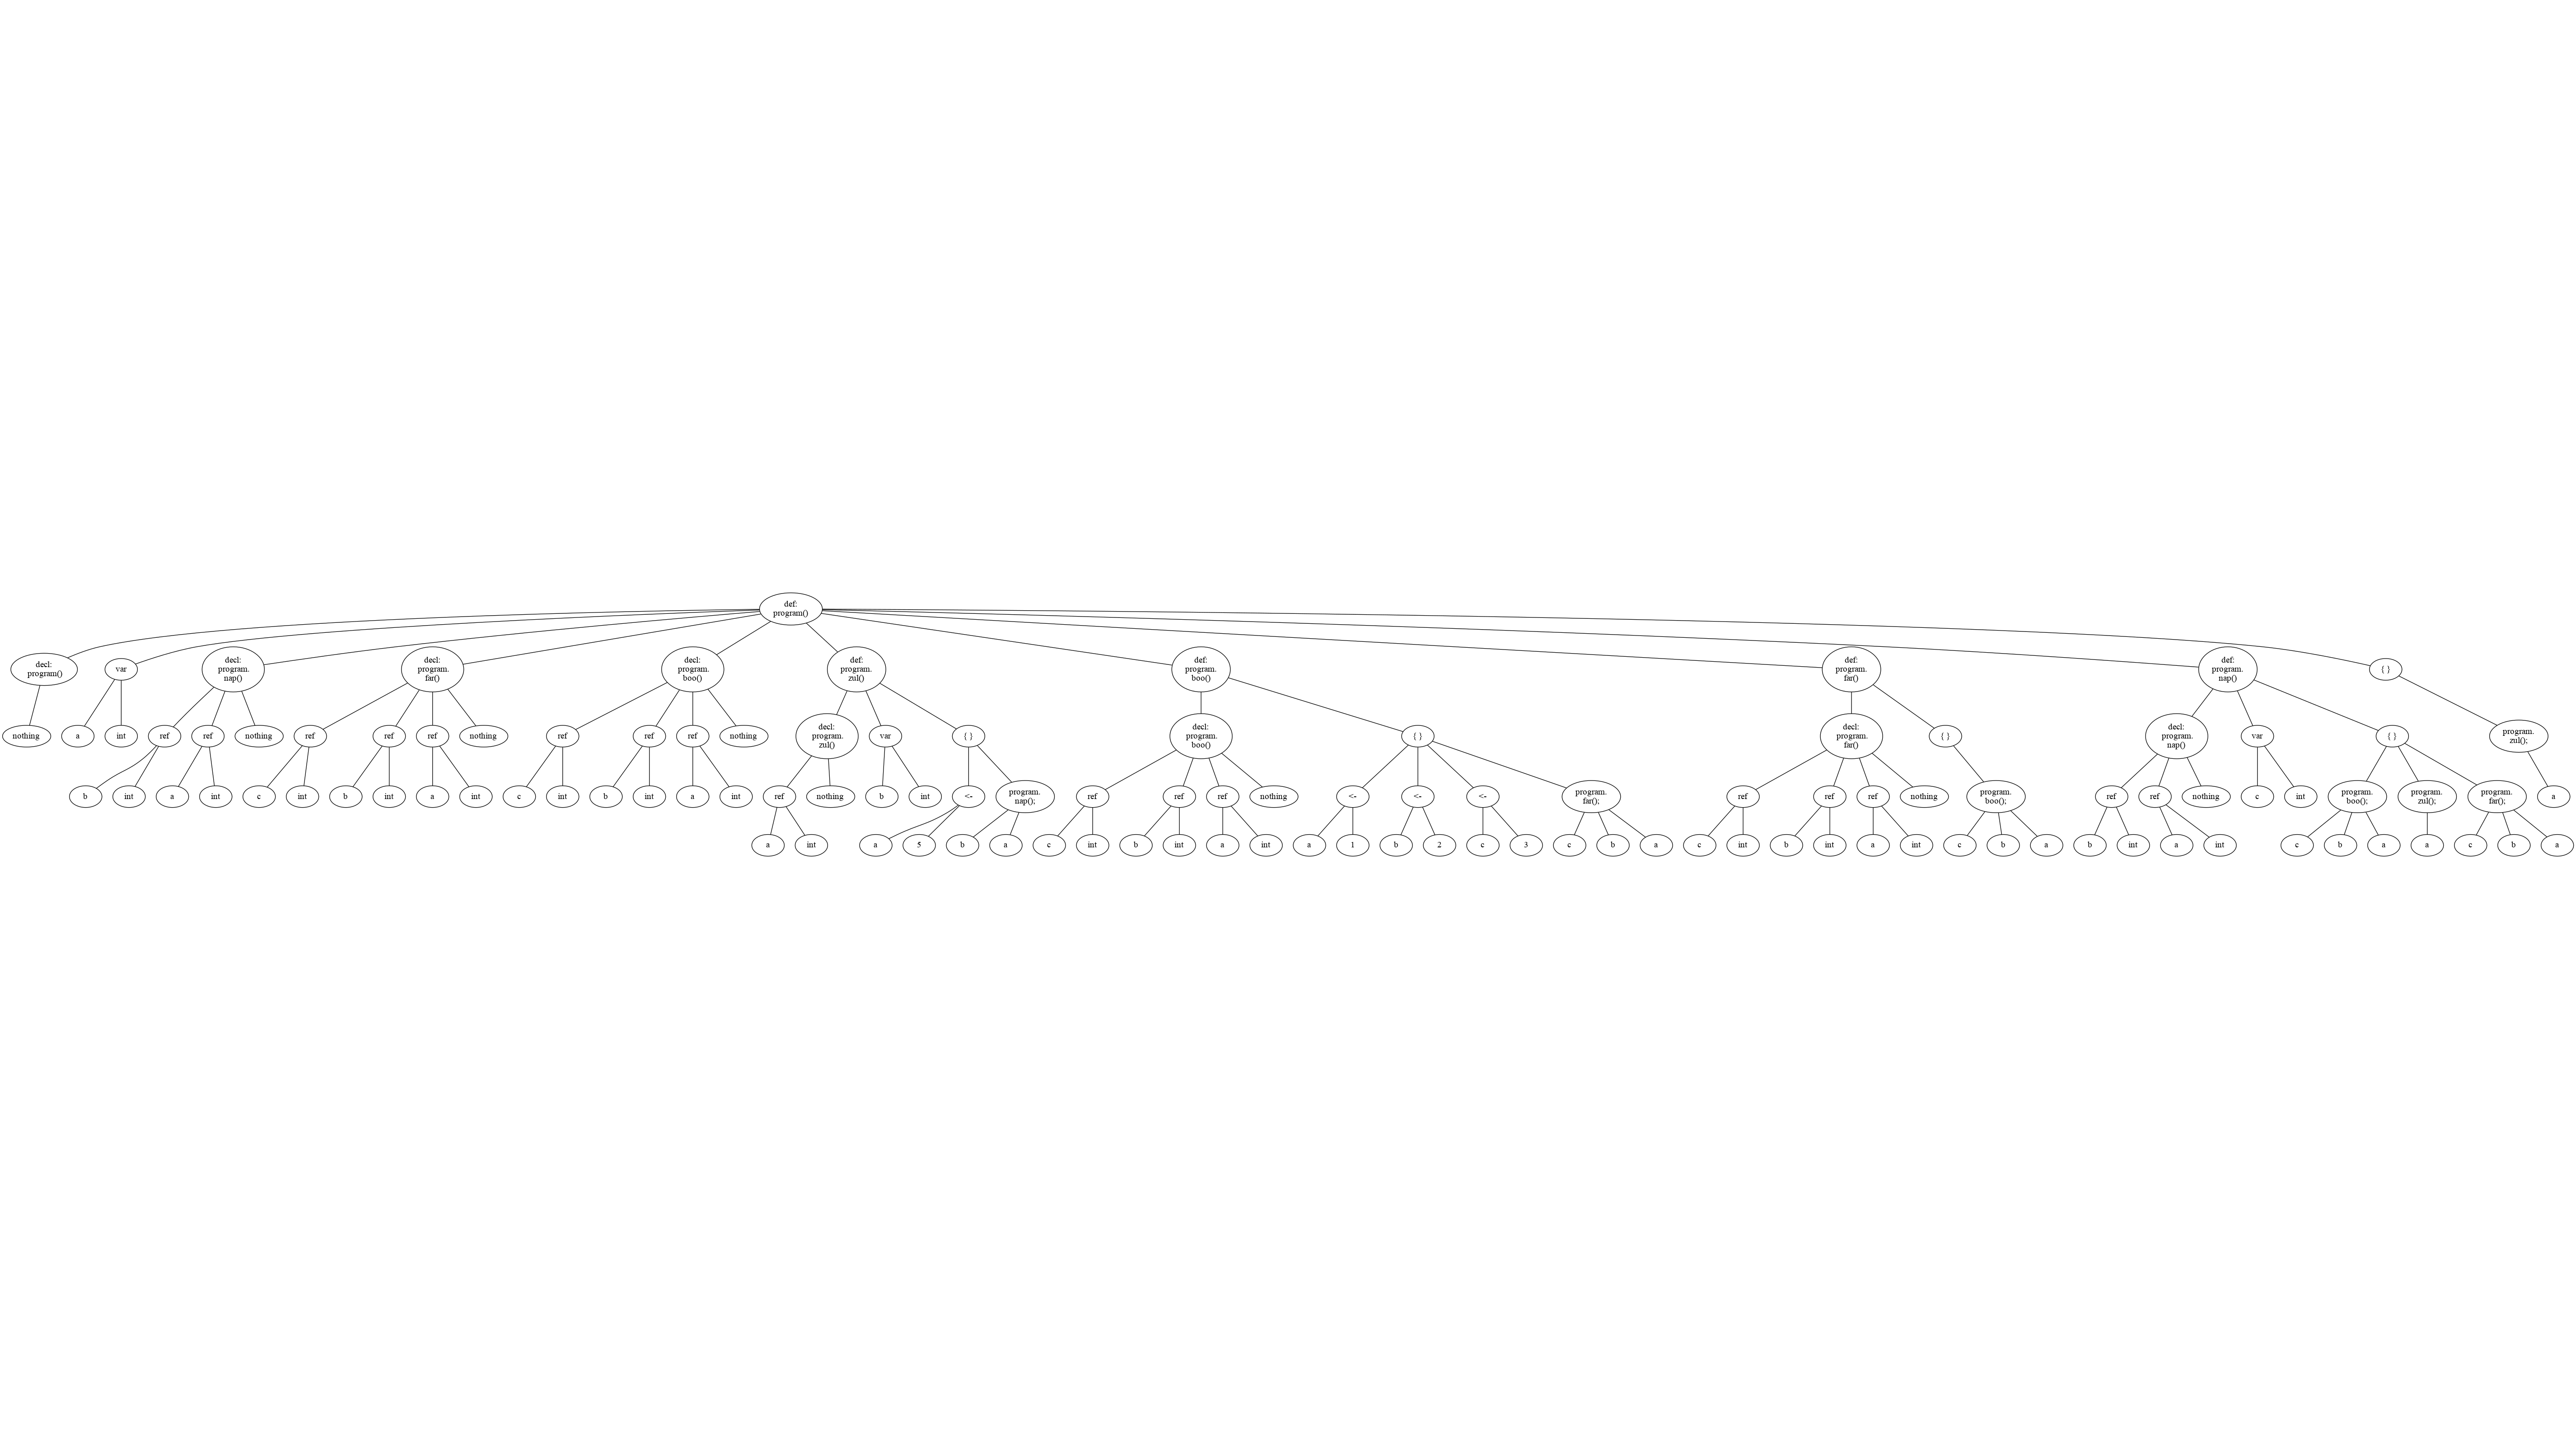 def:
program()
decl:
program()
var
decl:
program.
nap()
decl:
program.
far()
decl:
program.
boo()
def:
program.
zul()
def:
program.
boo()
def:
program.
far()
def:
program.
nap()
{ }
nothing
a
int
ref
ref
nothing
ref
ref
ref
nothing
ref
ref
ref
nothing
decl:
program.
zul()
var
{ }
decl:
program.
boo()
{ }
decl:
program.
far()
{ }
decl:
program.
nap()
var
{ }
program.
zul();
b
int
a
int
c
int
b
int
a
int
c
int
b
int
a
int
ref
nothing
b
int
<-
program.
nap();
ref
ref
ref
nothing
<-
<-
<-
program.
far();
ref
ref
ref
nothing
program.
boo();
ref
ref
nothing
c
int
program.
boo();
program.
zul();
program.
far();
a
a
int
a
5
b
a
c
int
b
int
a
int
a
1
b
2
c
3
c
b
a
c
int
b
int
a
int
c
b
a
b
int
a
int
c
b
a
a
c
b
a